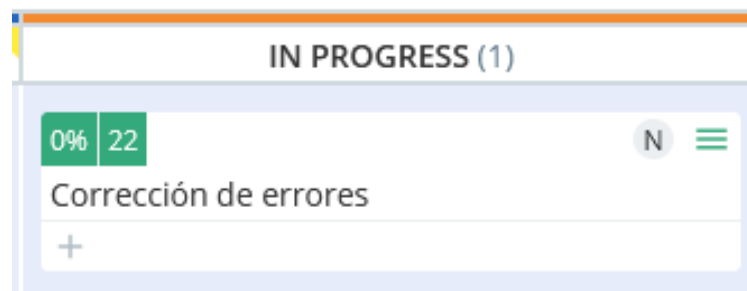 IN PROGRESS (1)
0% 22 N
Corrección de errores
+